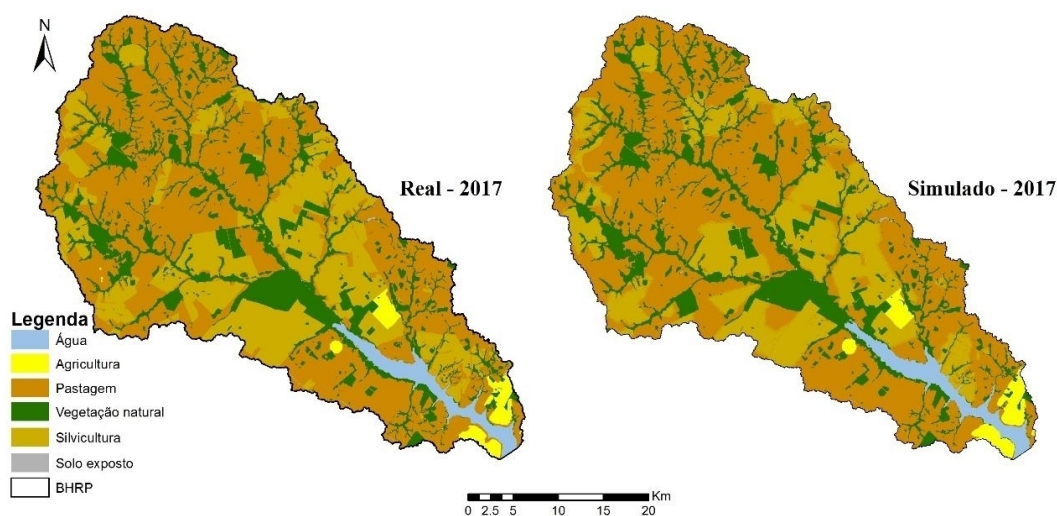 N
Real - 2017
Simulado - 2017
Legenda
Água
Agricultura
Pastagem
Vegetação natural
Silvicultura
Solo exposto
BHRP
Km
0 2.5 5 10 15 20